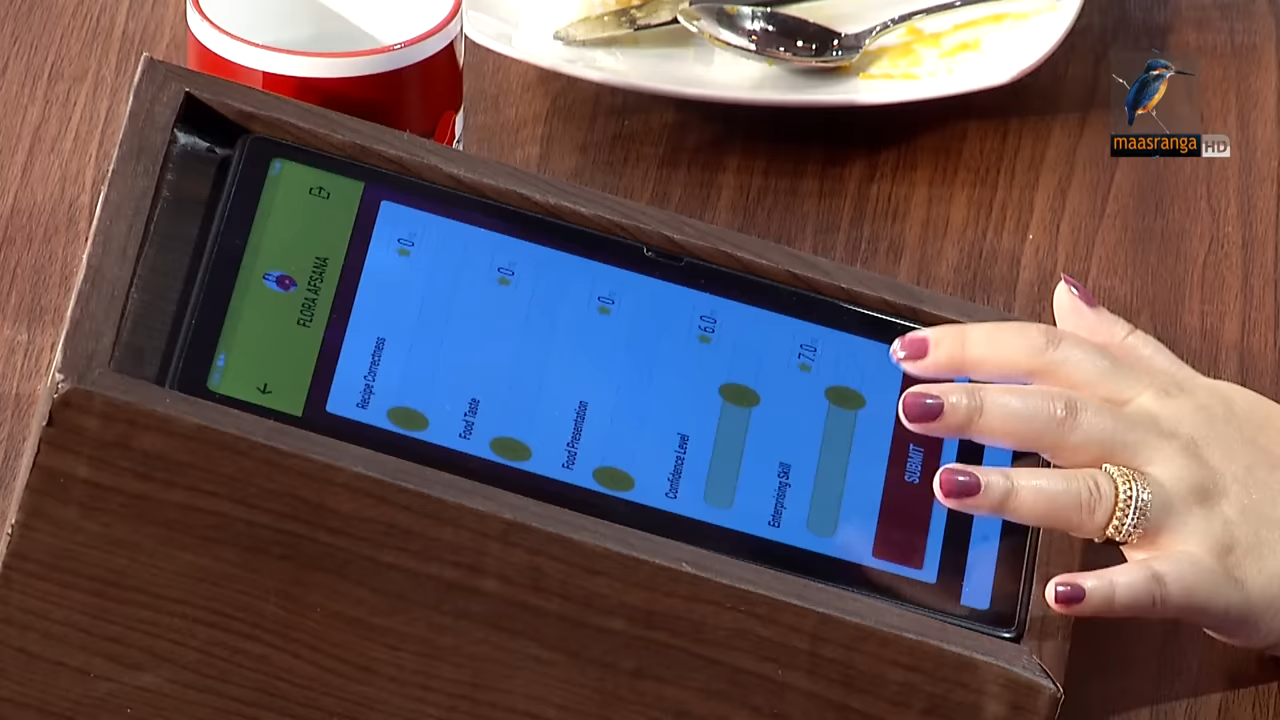 maasranga HD
FLORA AFSANA
Recipe Correctness
0
Food Taste
0
Food Presentation
0
Confidence Level
6.0
Enterprising Skill
7.0
SUBMIT